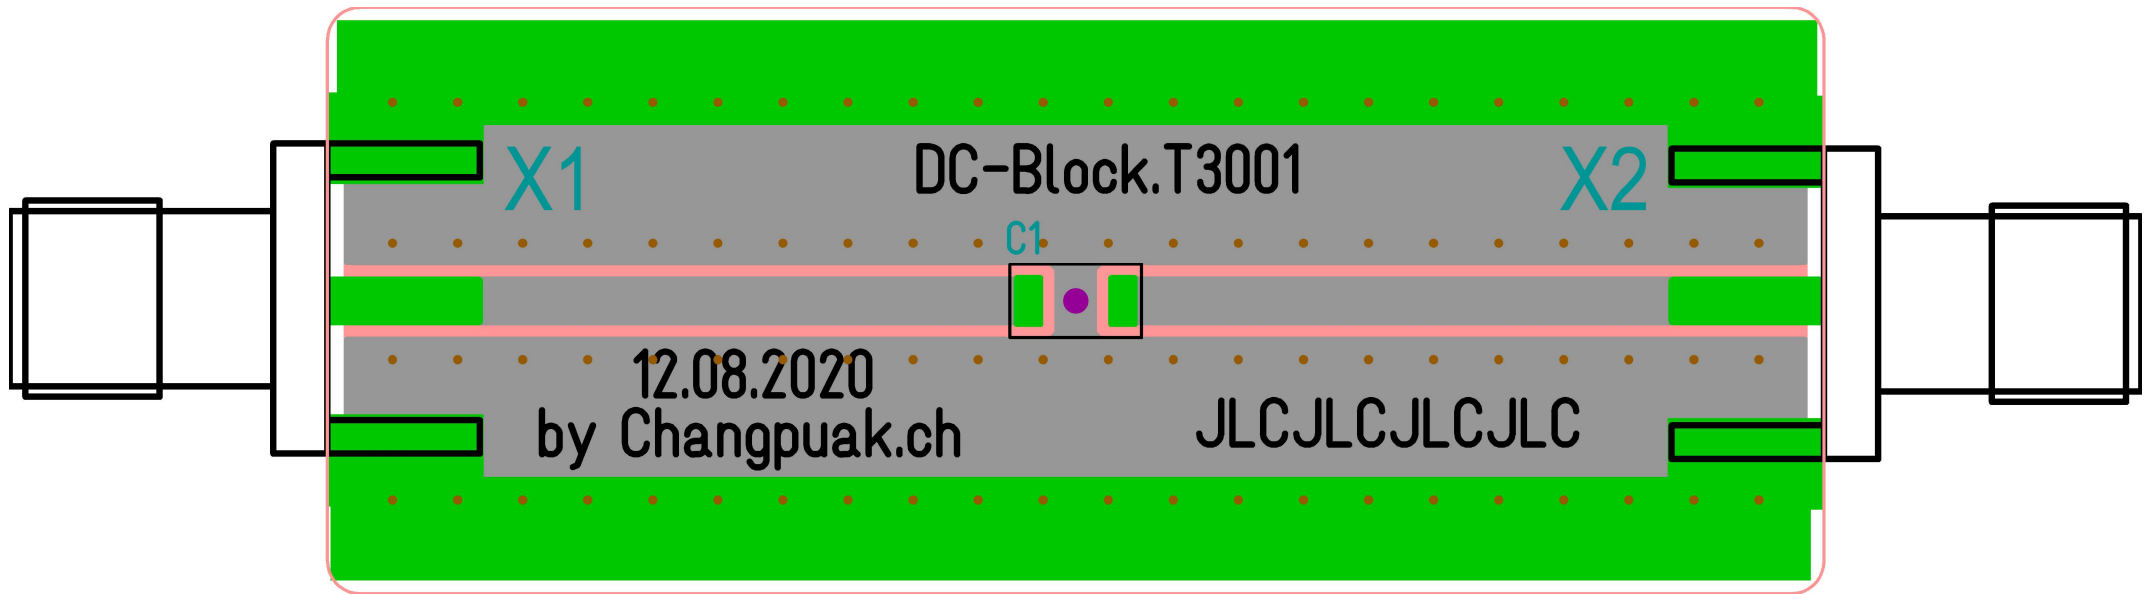 X1 DC-Block.T3001 X2
C1
12.08.2020
by Changpuak.ch
JLCJLCJLCJLC